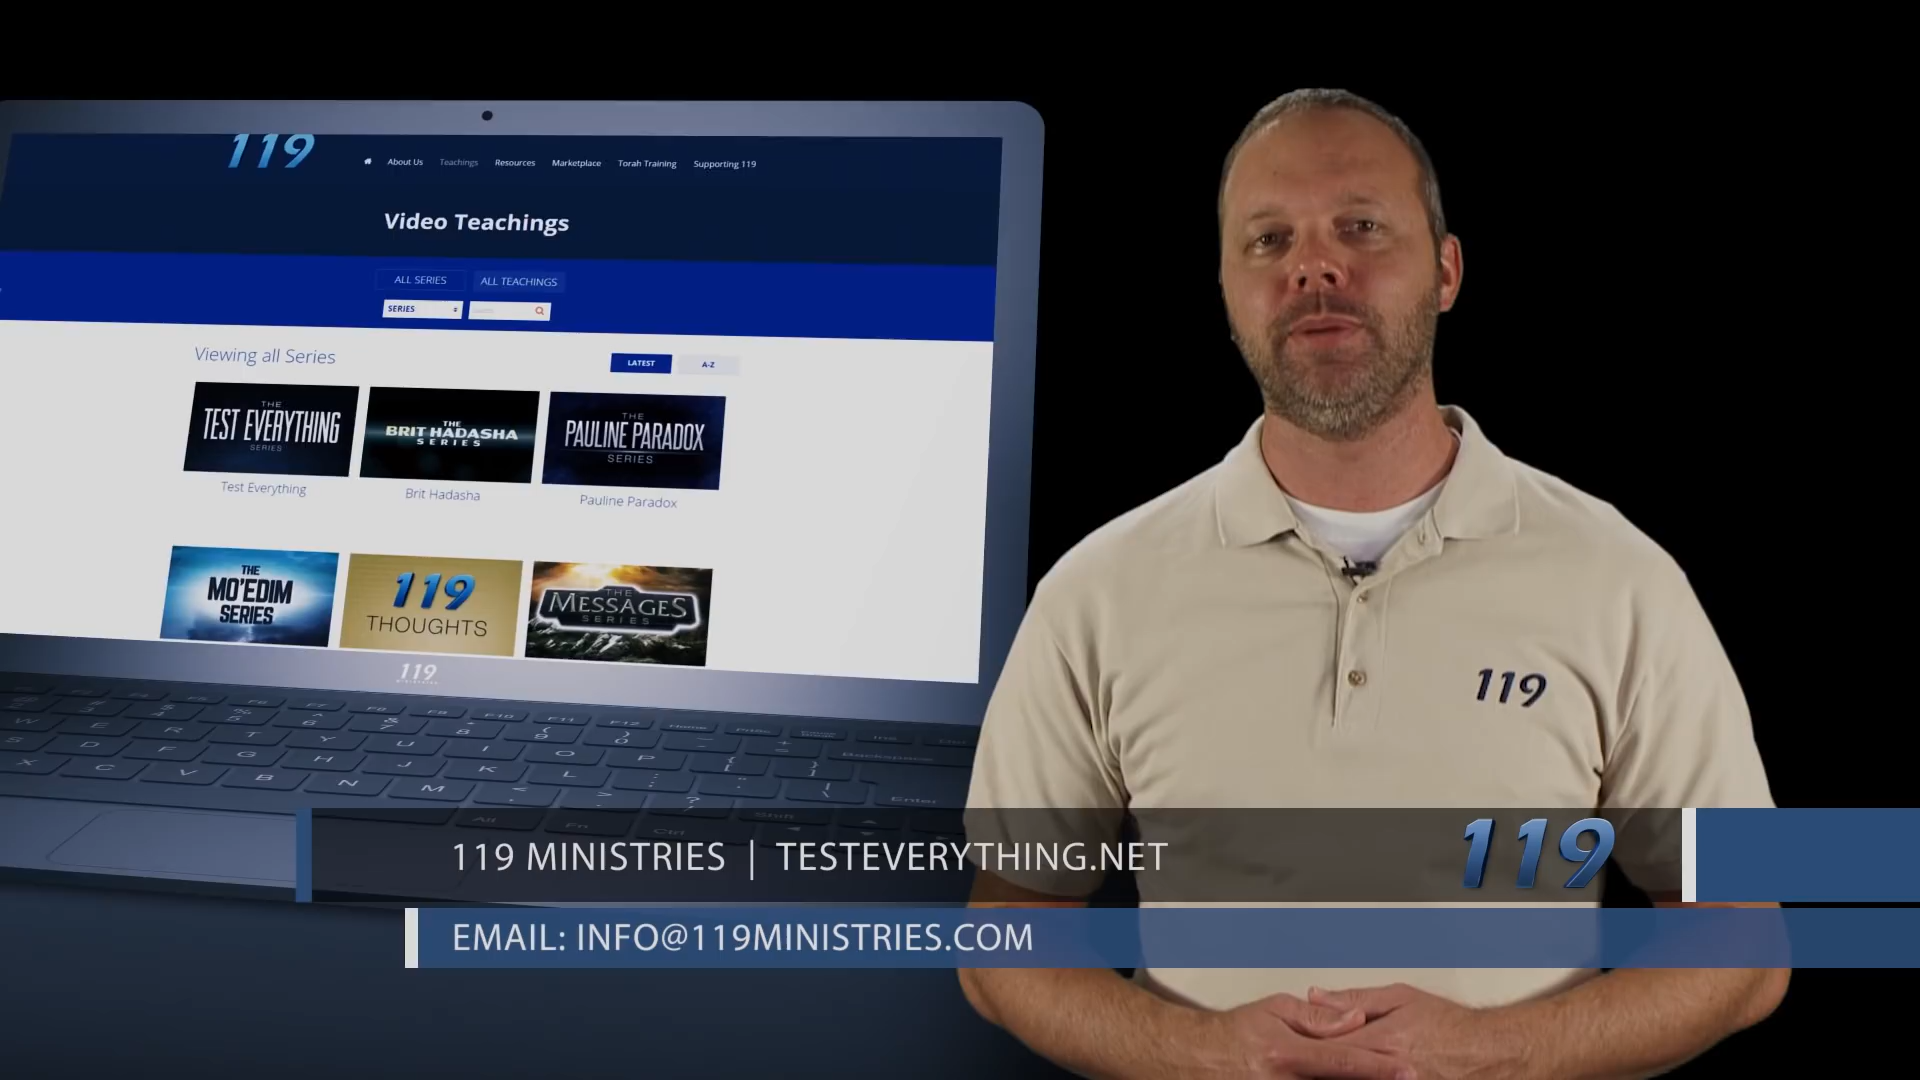 119
About Us Teachings Resources Marketplace Torah Training Supporting 119
Video Teachings
ALL SERIES ALL TEACHINGS
SERIES
Viewing all Series
LATEST A-Z
THE
TEST EVERYTHING
SERIES
THE
BRIT HADASHA
SERIES
THE
PAULINE PARADOX
SERIES
Test Everything
Brit Hadasha
Pauline Paradox
THE
MO'EDIM
SERIES
119
THOUGHTS
THE
MESSAGES
SERIES
119
119
119 MINISTRIES | TESTEVERYTHING.NET
119
EMAIL: INFO@119MINISTRIES.COM